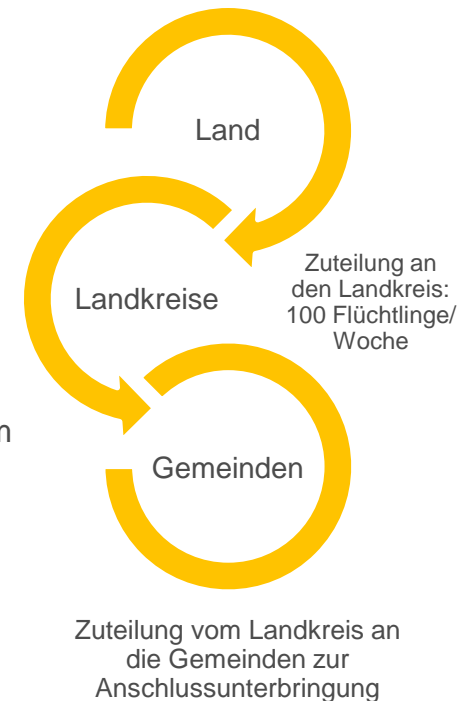 Land
Zuteilung an
den Landkreis:
100 Flüchtlinge/
Woche
Landkreise
Gemeinden
Zuteilung vom Landkreis an
die Gemeinden zur
Anschlussunterbringung